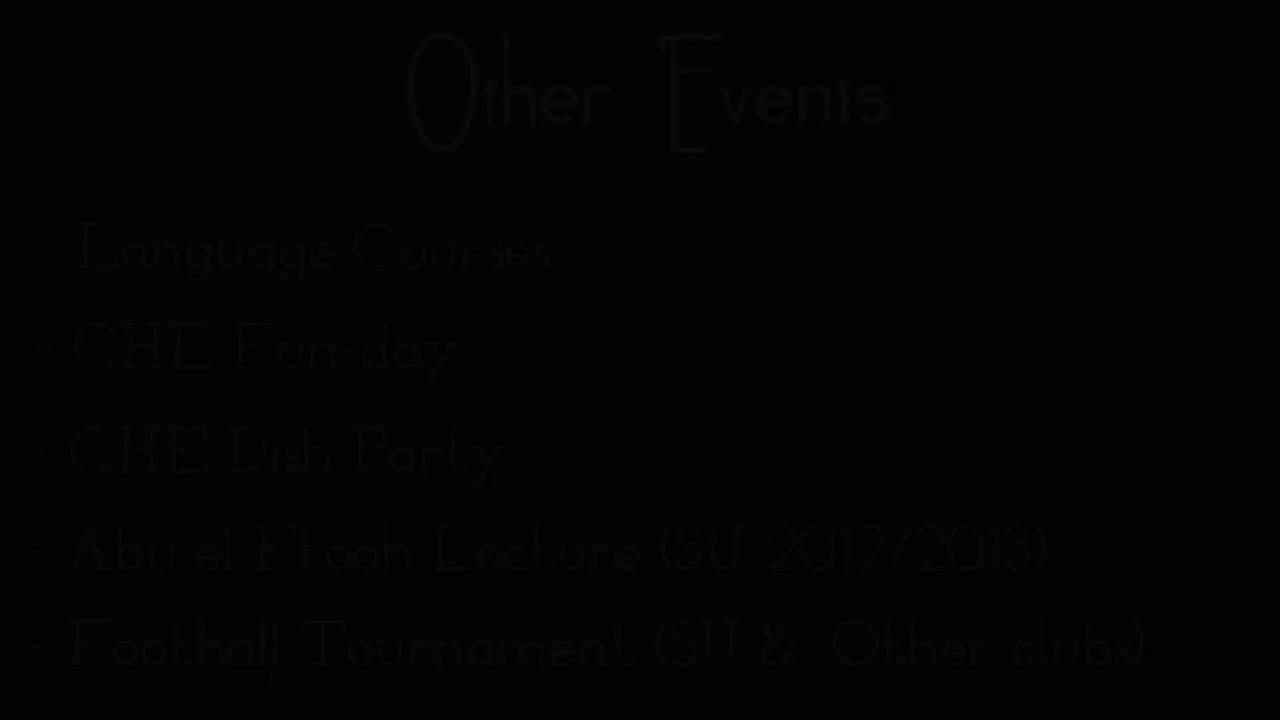 Other Events
- Language Courses
- CHE Fun-day
- CHE Dish Party
- Abu el Ftooh Lecture (SU 2012/2013)
- Football Tournament (SU & Other clubs)